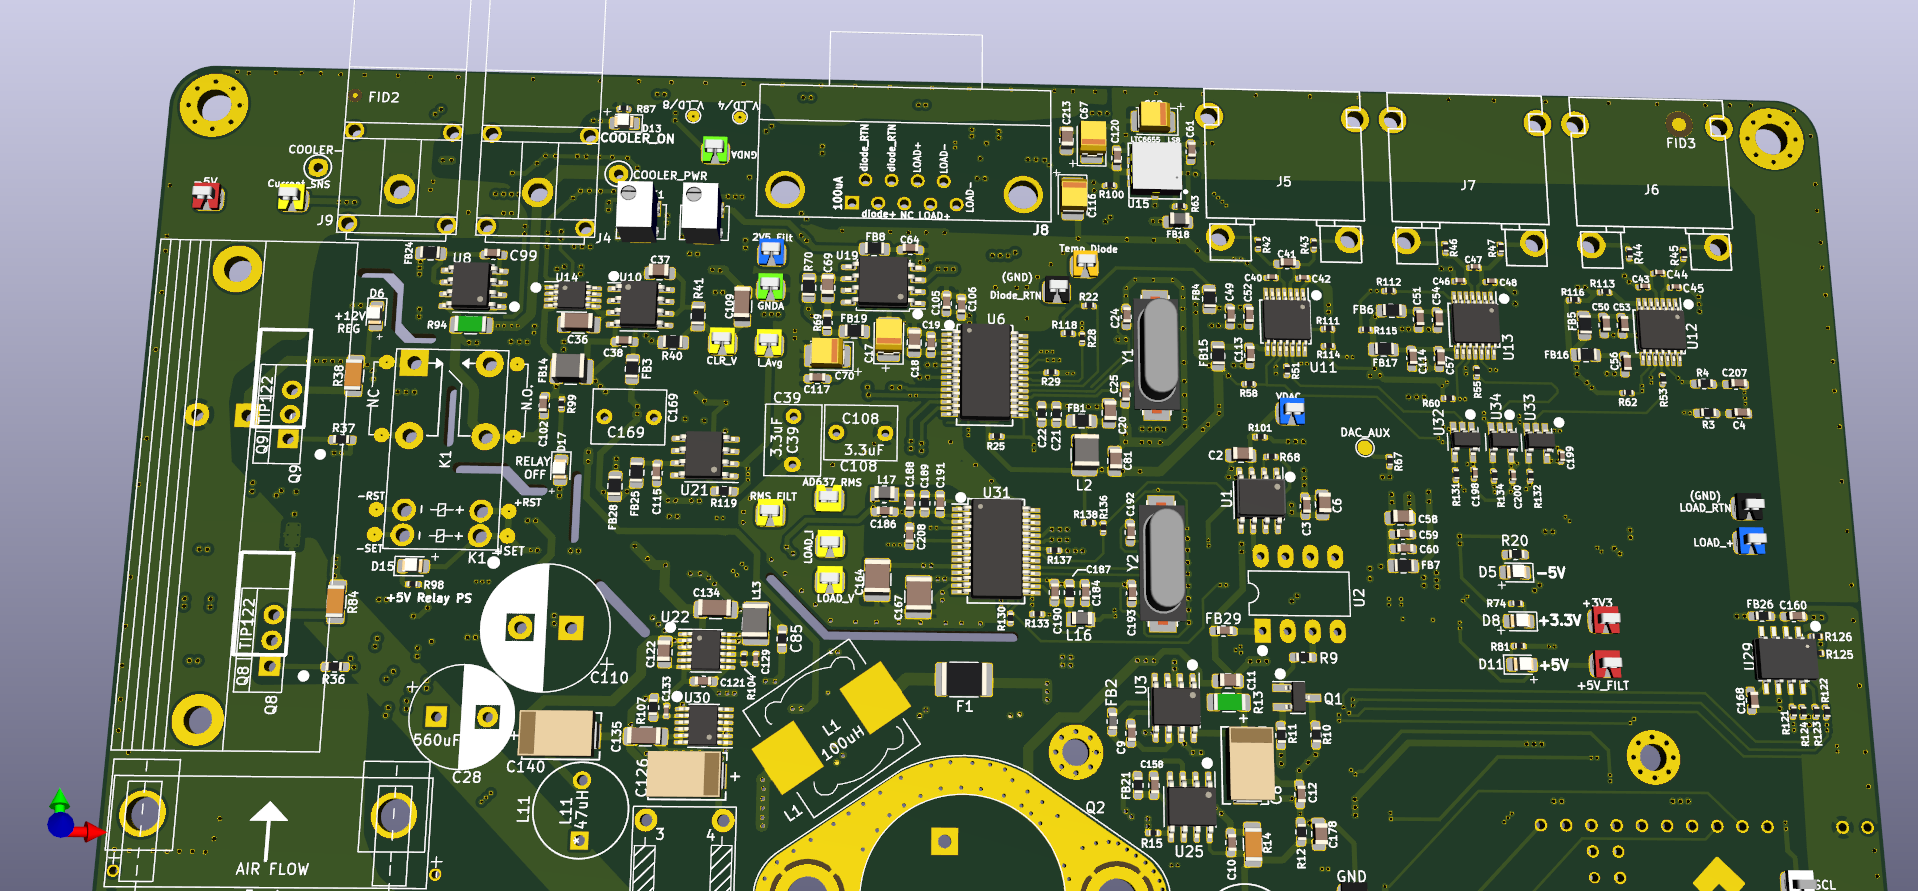 FID2
R87
D13
COOLER_ON
V_LD/8
V_LD/4
GNDA
COOLER-
COOLER_PWR
-5V
Current_SNS
J9
J4
diode_RTN
diode_RTN
LOAD+
LOAD-
100uA
diode+ NC LOAD+
LOAD-
J8
C213
C67
C120
C61
LTC6655
R100
U15
R63
C116
FB18
J5
J7
J6
FID3
FB24
U8
C99
D6
+12V
REG
R94
U14
U10
C37
R41
C36
C38
FB3
R40
FB14
C109
2V5_Filt
GNDA
CLR_V
I_Avg
R70
C69
U19
FB8
C64
R69
FB19
C70
C117
C18
C19
C105
C106
U6
(GND)
Diode_RTN
Temp_Diode
R22
R118
R28
R29
C24
Y1
C25
C20
C22
C21
FB1
C81
L2
R25
R42
R43
C41
C40
C42
FB4
C49
C52
FB15
C113
R111
R114
U11
R51
R58
VDAC
R46
R47
C47
C46
C48
R112
FB6
C51
C54
R115
FB17
C114
C57
U13
R55
R60
R44
R45
C44
C43
C45
R113
R116
FB5
C50
C53
FB16
C56
U12
R62
R53
R4
C207
R3
C4
R38
NC
N.O.
K1
TIP122
Q9
Q9
R37
C102
R99
D17
RELAY
OFF
C169
C169
C39
3.3uF
C39
C108
3.3uF
C108
U21
R119
FB28
FB25
C115
-RST
+RST
-SET
+SET
K1
D15
R98
+5V Relay PS
AD637_RMS
RMS_FILT
LOAD_I
LOAD_V
L17
C186
C188
C189
C191
C208
U31
R138
R136
C192
R137
C187
C184
C190
R133
R130
L16
Y2
C193
C164
C167
DAC_AUX
R67
R101
C2
R68
U1
C3
C6
U32
U34
U33
C199
R131
C198
R134
C200
R132
C58
C59
C60
FB7
U2
R20
D5
-5V
R74
D8
+3.3V
+3V3
R81
D11
+5V
+5V_FILT
(GND)
LOAD_RTN
LOAD_+
FB26
C160
U29
R126
R125
C168
R122
R121
R124
R123
TIP122
Q8
Q8
R84
R36
C110
560uF
C28
C140
C134
U22
L13
C85
C122
C121
R104
C129
R107
C133
U30
C135
C126
L1
100uH
L1
F1
L11
L11
47uH
3
4
Q2
FB29
R9
U3
C11
R13
Q1
FB2
C9
R11
R10
FB21
C158
C8
C12
U25
R15
C10
R14
R12
C178
GND
SCL
AIR FLOW